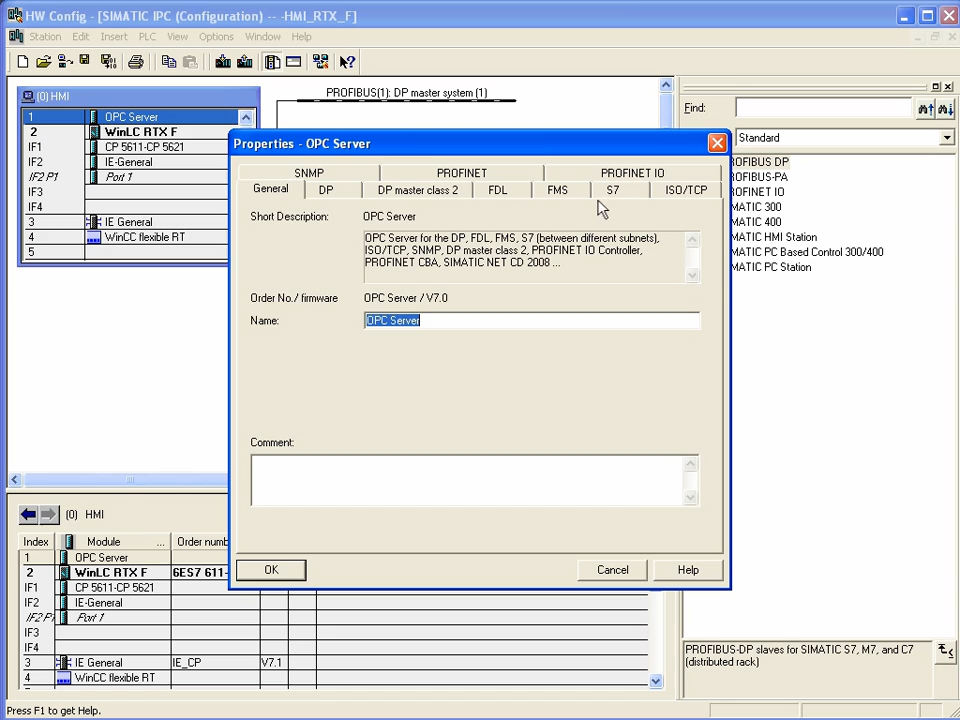 HW Config - [SIMATIC IPC (Configuration) -- -HMI_RTX_F]
Station Edit Insert PLC View Options Window Help
(0) HMI
1 OPC Server
2 WinLC RTX F
IF1 CP 5611-CP 5621
IF2 IE-General
IF2 P1 Port 1
IF3
IF4
3 IE General
4 WinCC flexible RT
5
PROFIBUS(1): DP master system (1)
Find:
Standard
ROFIBUS DP
ROFIBUS-PA
ROFINET IO
MATIC 300
MATIC 400
MATIC HMI Station
MATIC PC Based Control 300/400
MATIC PC Station
Properties - OPC Server
SNMP PROFINET PROFINET IO
General DP DP master class 2 FDL FMS S7 ISO/TCP
Short Description: OPC Server
OPC Server for the DP, FDL, FMS, S7 (between different subnets),
ISO/TCP, SNMP, DP master class 2, PROFINET IO Controller,
PROFINET CBA, SIMATIC NET CD 2008 ...
Order No./ firmware OPC Server / V7.0
Name: OPC Server
Comment:
OK Cancel Help
(0) HMI
Index Module ... Order numb
1 OPC Server
2 WinLC RTX F 6ES7 611-
IF1 CP 5611-CP 5621
IF2 IE-General
IF2 P1 Port 1
IF3
IF4
3 IE General IE_CP V7.1
4 WinCC flexible RT
PROFIBUS-DP slaves for SIMATIC S7, M7, and C7
(distributed rack)
Press F1 to get Help.